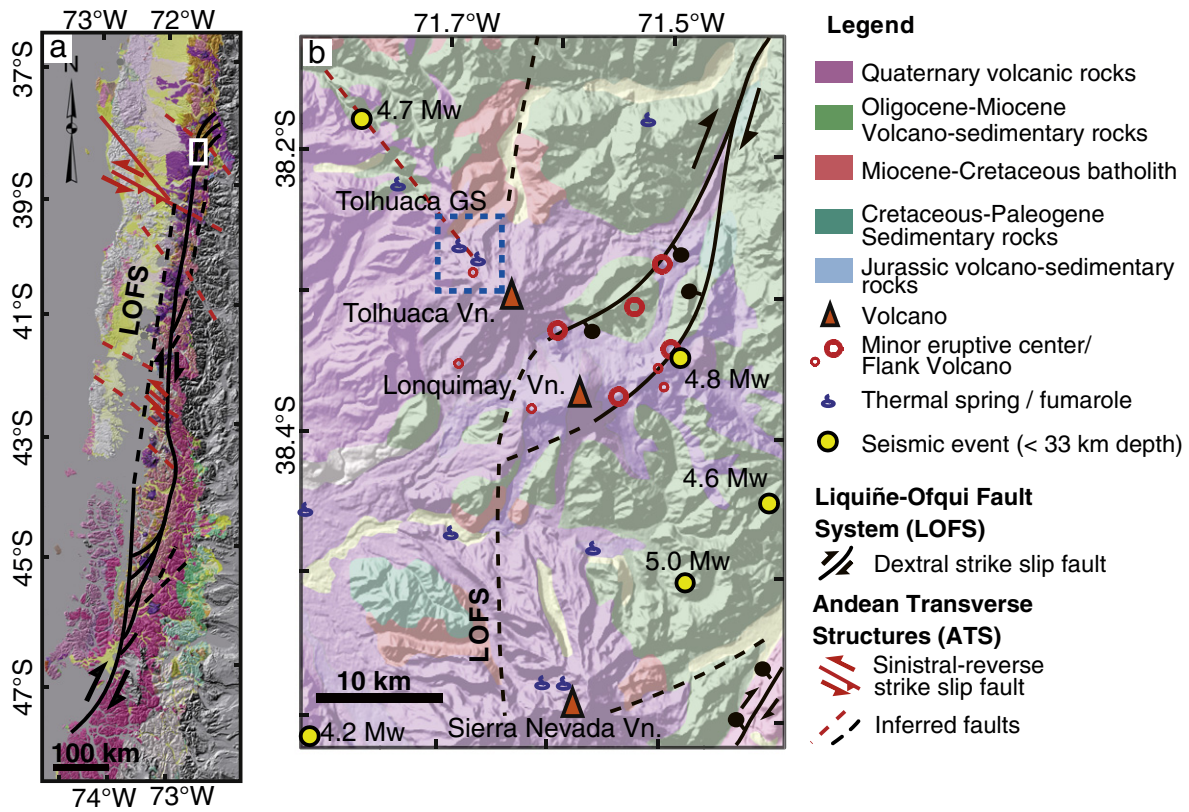 73°W 72°W
a
N
37°S
39°S
41°S
43°S
45°S
47°S
LOFS
100 km
74°W 73°W
71.7°W 71.5°W
b
4.7 Mw
38.2°S
Tolhuaca GS
Tolhuaca Vn.
Lonquimay Vn.
4.8 Mw
38.4°S
4.6 Mw
5.0 Mw
LOFS
10 km
Sierra Nevada Vn.
4.2 Mw
Legend
Quaternary volcanic rocks
Oligocene-Miocene
Volcano-sedimentary rocks
Miocene-Cretaceous batholith
Cretaceous-Paleogene
Sedimentary rocks
Jurassic volcano-sedimentary
rocks
Volcano
Minor eruptive center/
Flank Volcano
Thermal spring / fumarole
Seismic event (< 33 km depth)
Liquiñe-Ofqui Fault
System (LOFS)
Dextral strike slip fault
Andean Transverse
Structures (ATS)
Sinistral-reverse
strike slip fault
Inferred faults